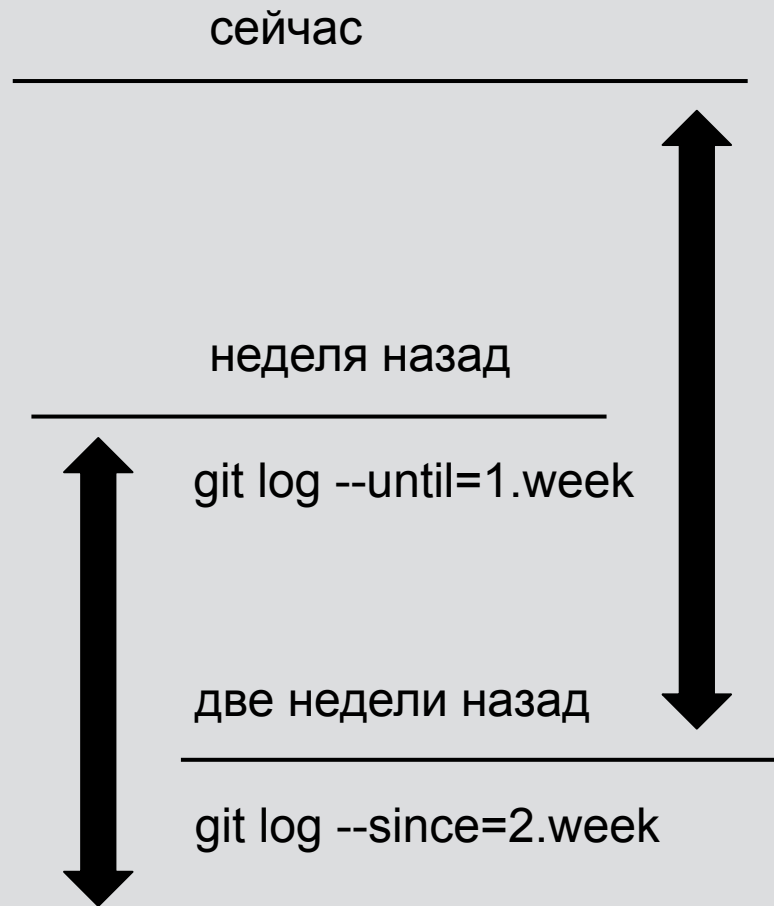 сейчас
неделя назад
git log --until=1.week
две недели назад
git log --since=2.week